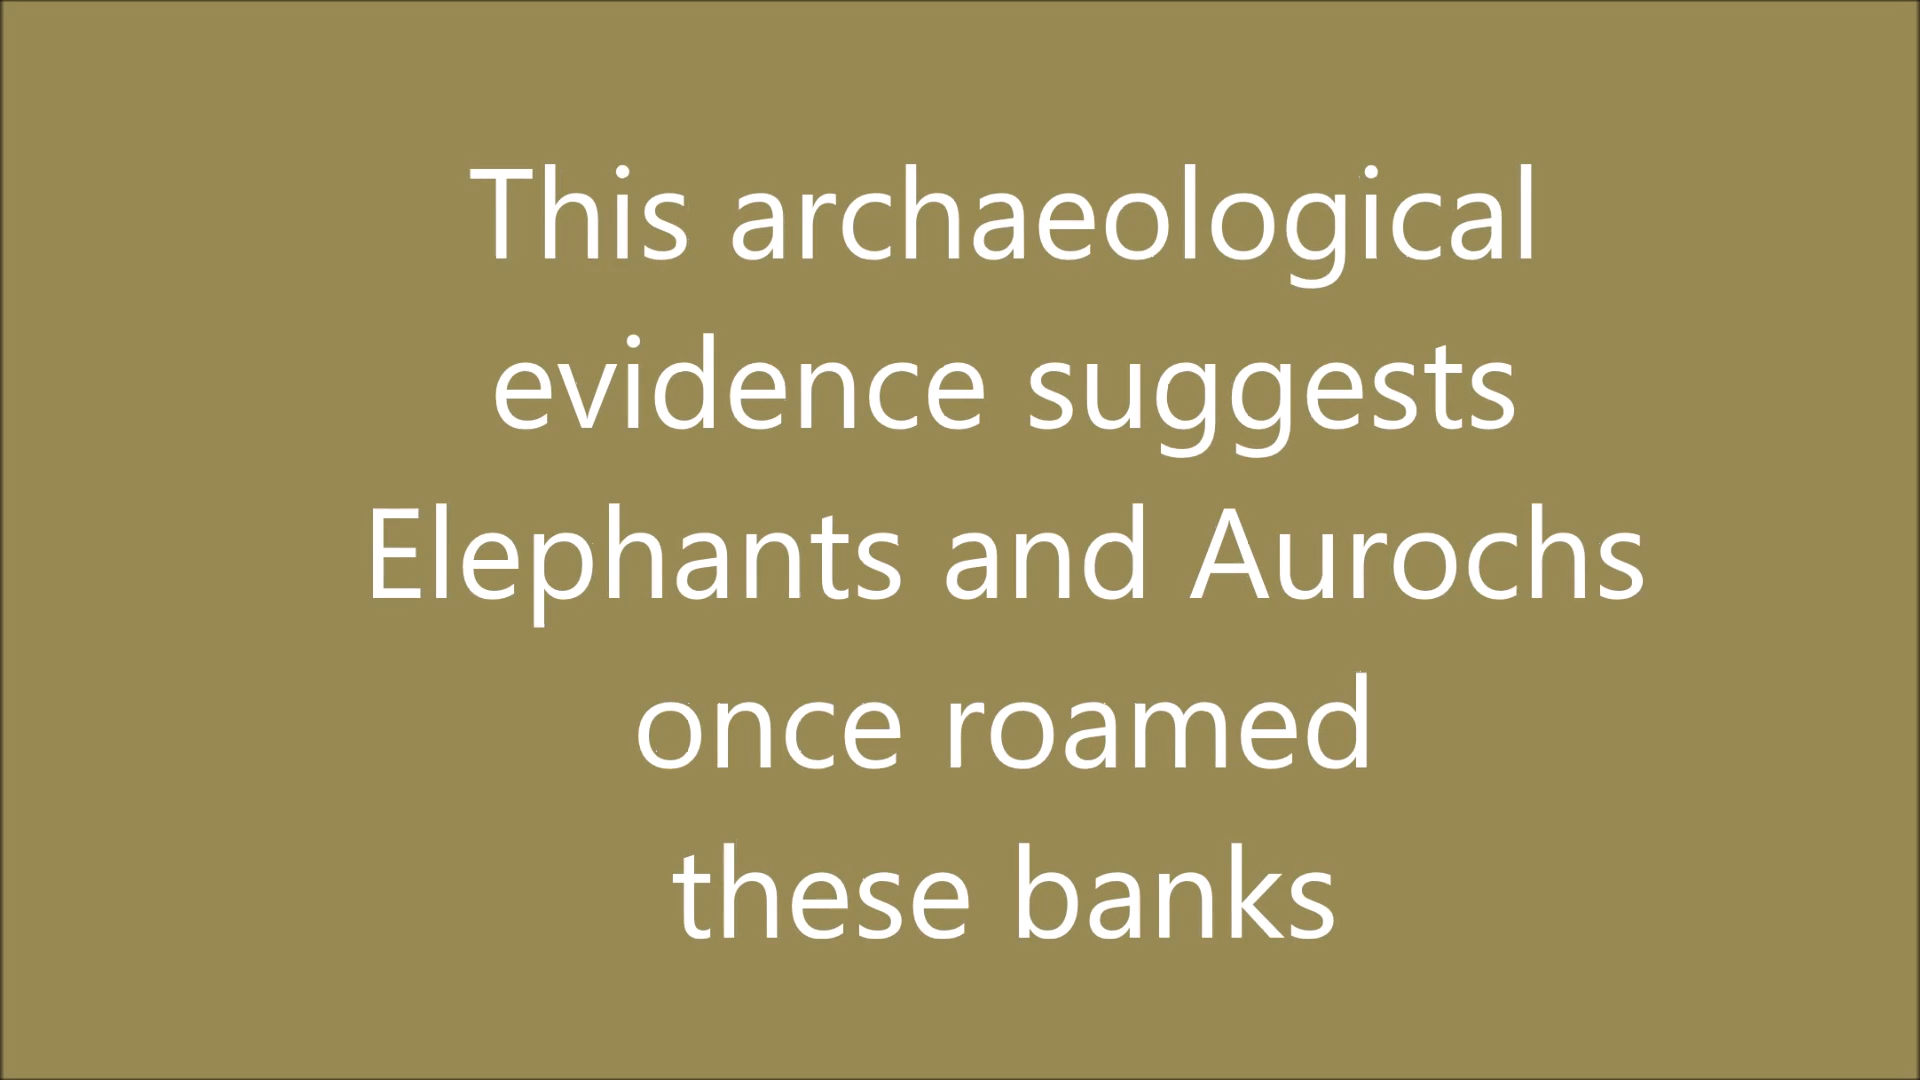 This archaeological
evidence suggests
Elephants and Aurochs
once roamed
these banks